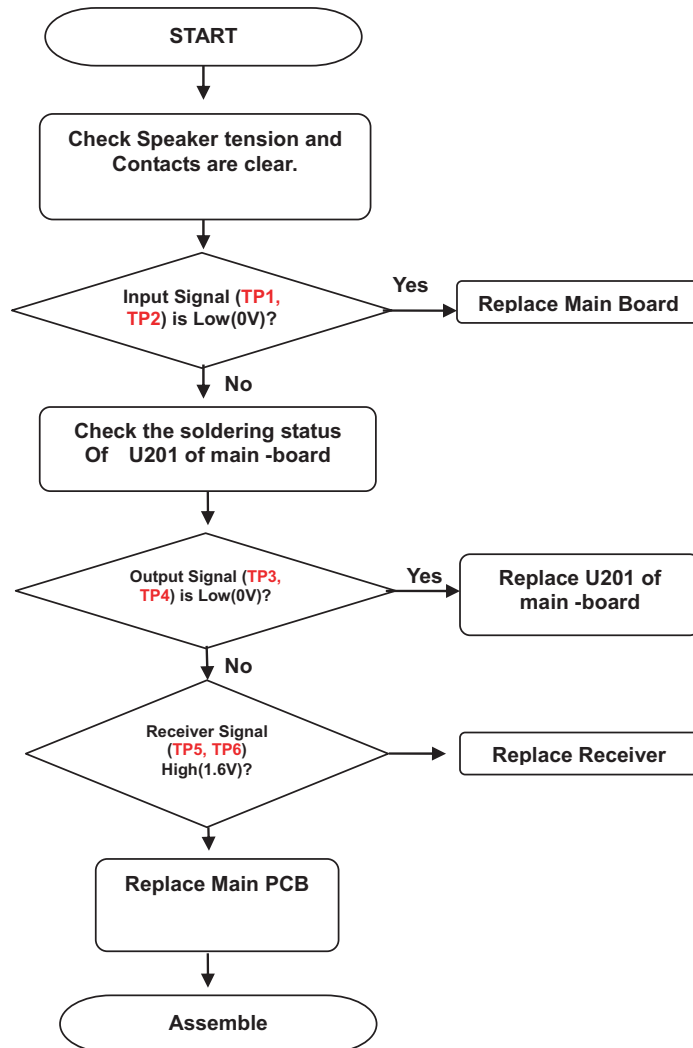 START
Check Speaker tension and
Contacts are clear.
Input Signal (TP1,
TP2) is Low(0V)?
Yes
Replace Main Board
No
Check the soldering status
Of U201 of main -board
Output Signal (TP3,
TP4) is Low(0V)?
Yes
Replace U201 of
main -board
No
Receiver Signal
(TP5, TP6)
High(1.6V)?
Replace Receiver
Replace Main PCB
Assemble